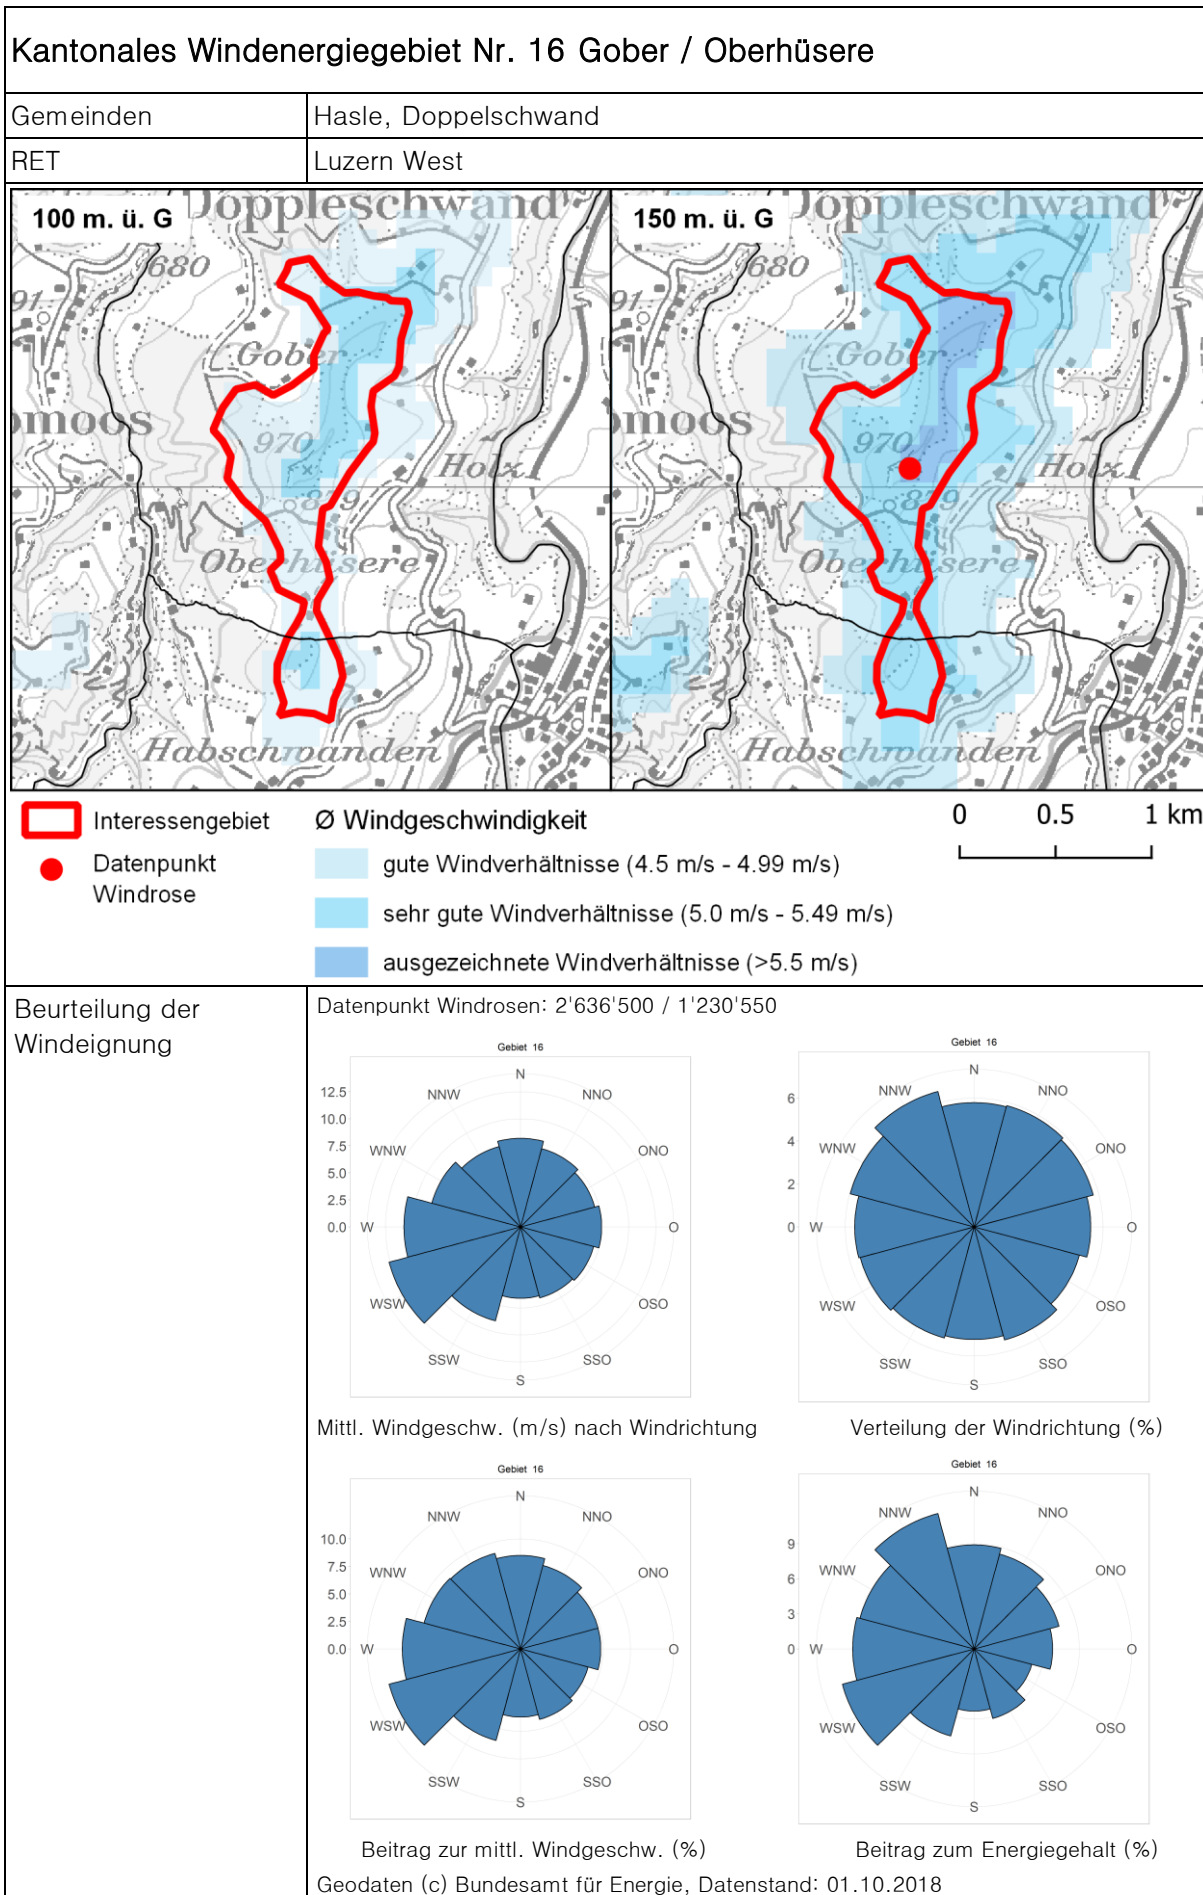 Kantonales Windenergiegebiet Nr. 16 Gober / Oberhüsere
Gemeinden
Hasle, Doppelschwand
RET
Luzern West
100 m. ü. G
Doppleschwand
680
91
Gober
omoos
970
Holx
819
Oberhüsere
Habschwanden
150 m. ü. G
Doppleschwand
680
91
Gober
omoos
970
Holx
819
Oberhüsere
Habschwanden
Interessengebiet
Datenpunkt
Windrose
Ø Windgeschwindigkeit
gute Windverhältnisse (4.5 m/s - 4.99 m/s)
sehr gute Windverhältnisse (5.0 m/s - 5.49 m/s)
ausgezeichnete Windverhältnisse (>5.5 m/s)
0 0.5 1 km
Beurteilung der
Windeignung
Datenpunkt Windrosen: 2'636'500 / 1'230'550
Gebiet 16
12.5
10.0
7.5
5.0
2.5
0.0
N
NNO
ONO
O
OSO
SSO
S
SSW
WSW
W
WNW
NNW
Mittl. Windgeschw. (m/s) nach Windrichtung
Gebiet 16
6
4
2
0
N
NNO
ONO
O
OSO
SSO
S
SSW
WSW
W
WNW
NNW
Verteilung der Windrichtung (%)
Gebiet 16
10.0
7.5
5.0
2.5
0.0
N
NNO
ONO
O
OSO
SSO
S
SSW
WSW
W
WNW
NNW
Beitrag zur mittl. Windgeschw. (%)
Gebiet 16
9
6
3
0
N
NNO
ONO
O
OSO
SSO
S
SSW
WSW
W
WNW
NNW
Beitrag zum Energiegehalt (%)
Geodaten (c) Bundesamt für Energie, Datenstand: 01.10.2018